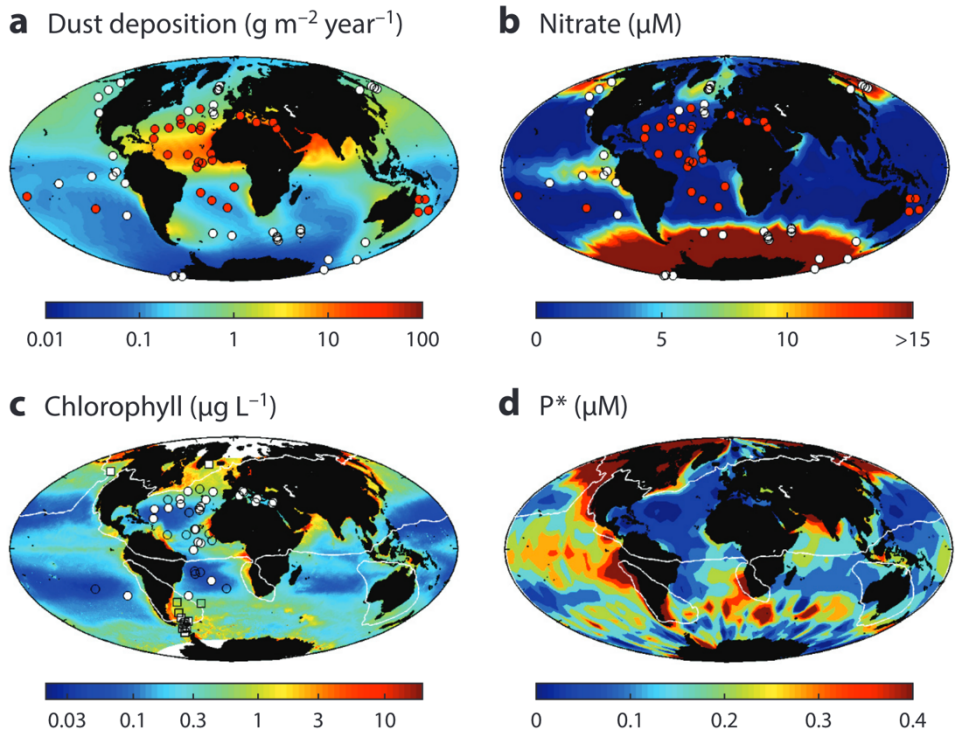 a Dust deposition (g m⁻² year⁻¹)
0.01 0.1 1 10 100
b Nitrate (µM)
0 5 10 >15
c Chlorophyll (µg L⁻¹)
0.03 0.1 0.3 1 3 10
d P* (µM)
0 0.1 0.2 0.3 0.4